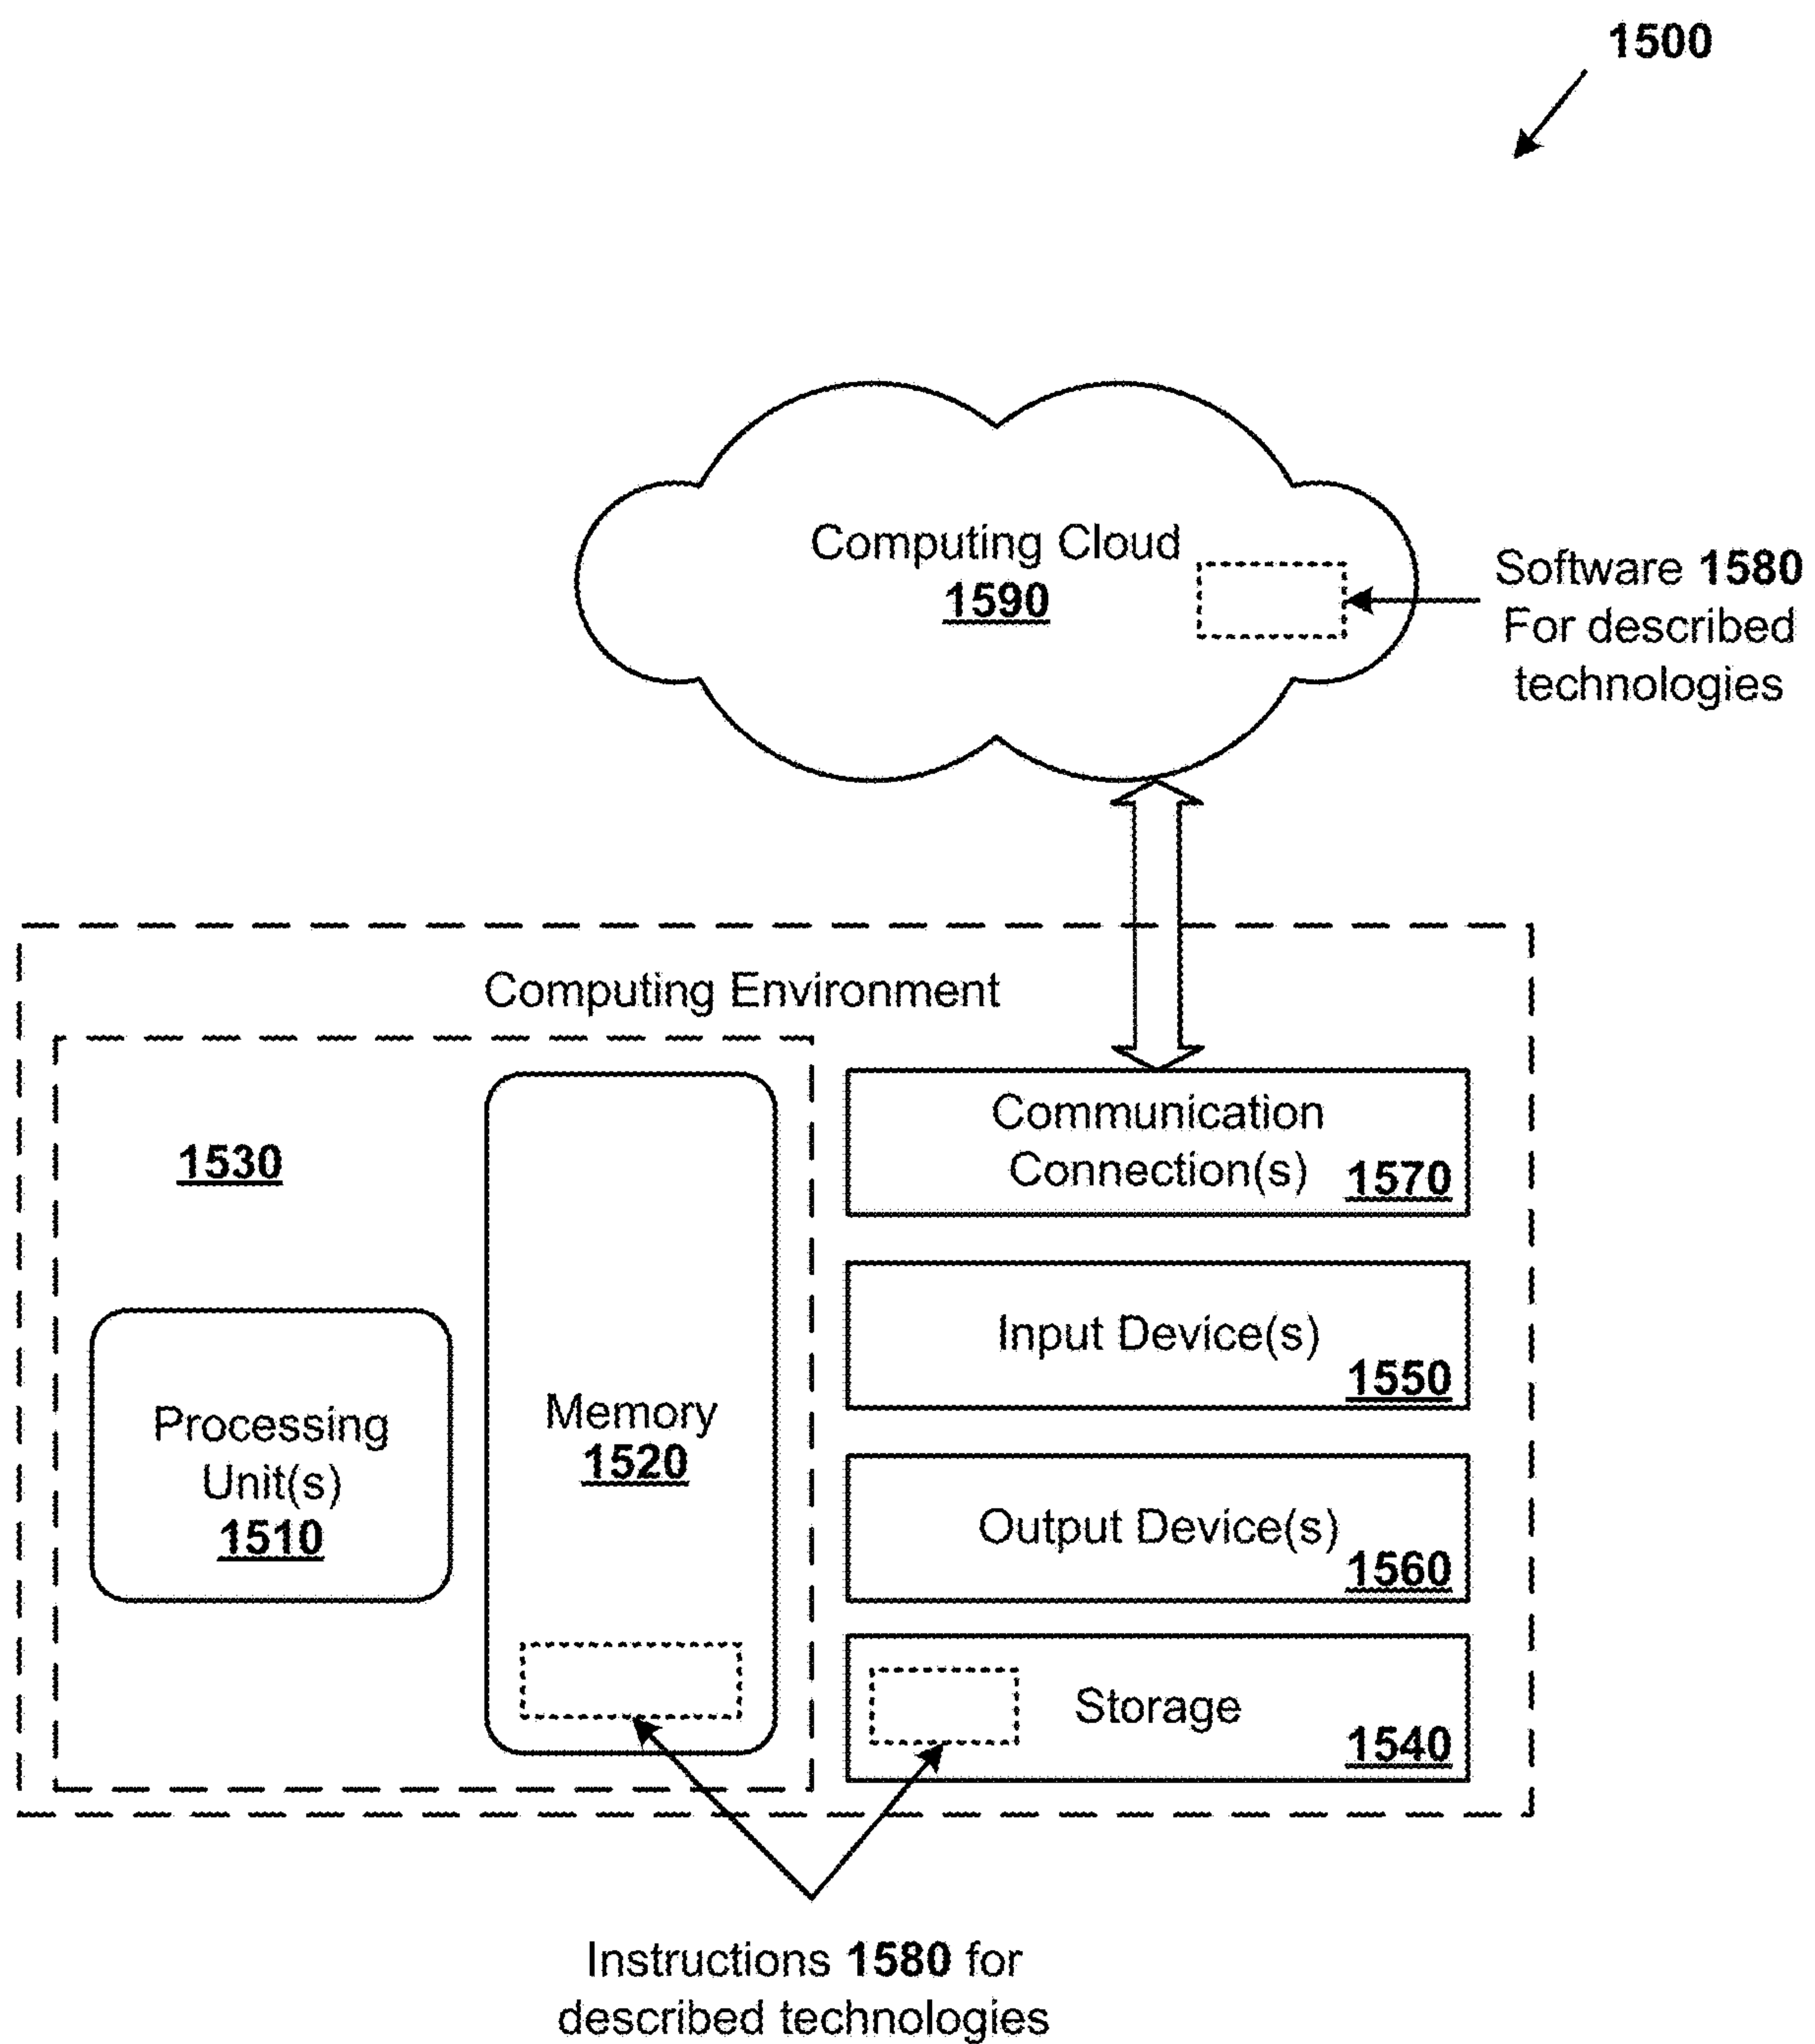 1500
Computing Cloud
1590
Software 1580
For described
technologies
Computing Environment
1530
Processing
Unit(s)
1510
Memory
1520
Communication
Connection(s) 1570
Input Device(s)
1550
Output Device(s)
1560
Storage
1540
Instructions 1580 for
described technologies